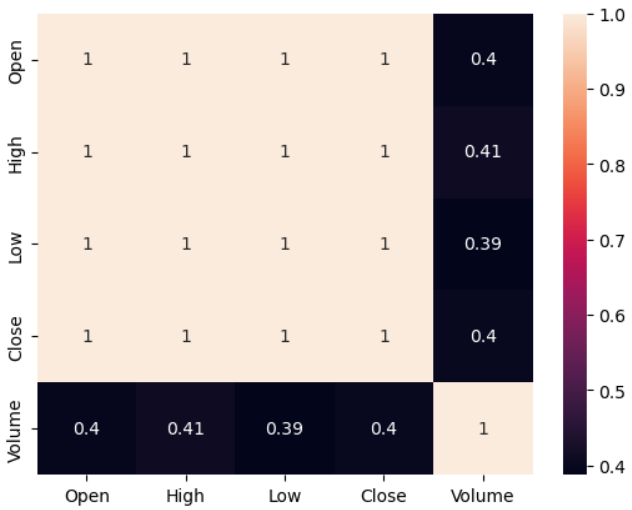 Open 1 1 1 1 0.4
High 1 1 1 1 0.41
Low 1 1 1 1 0.39
Close 1 1 1 1 0.4
Volume 0.4 0.41 0.39 0.4 1
Open High Low Close Volume
1.0
0.9
0.8
0.7
0.6
0.5
0.4